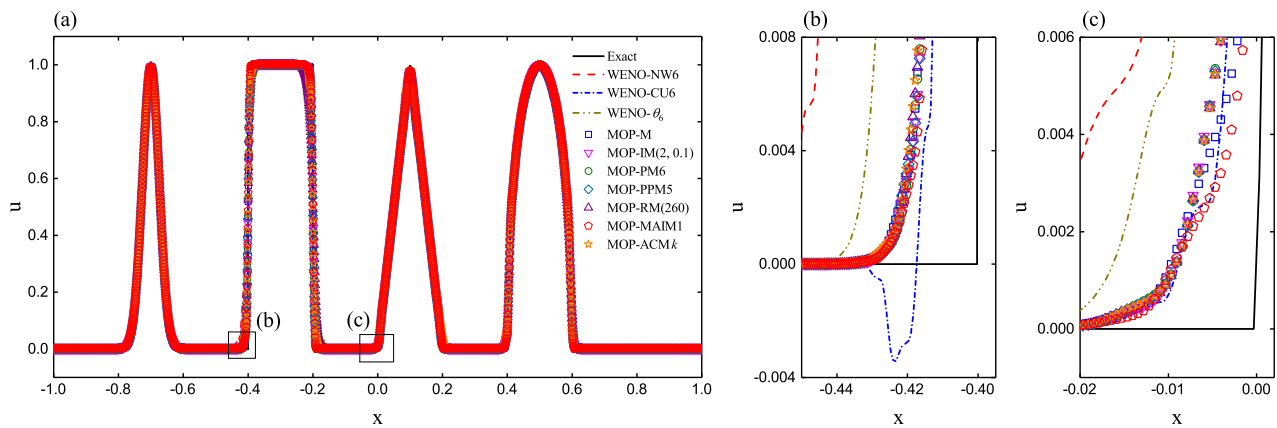 (a)
1.0
0.8
0.6
0.4
0.2
0.0
u
-1.0 -0.8 -0.6 -0.4 -0.2 0.0 0.2 0.4 0.6 0.8 1.0
x
(b)
(c)
Exact
WENO-NW6
WENO-CU6
WENO-θ6
MOP-M
MOP-IM(2, 0.1)
MOP-PM6
MOP-PPM5
MOP-RM(260)
MOP-MAIM1
MOP-ACMk
(b)
0.008
0.004
0.000
-0.004
u
-0.44 -0.42 -0.40
x
(c)
0.006
0.004
0.002
0.000
u
-0.02 -0.01 0.00
x